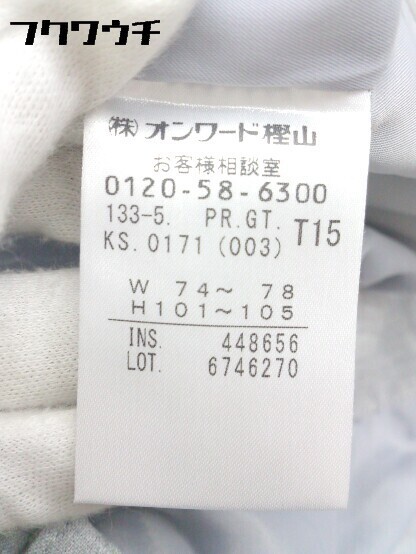 フクワウチ
(株)オンワード樫山
お客様相談室
0120-58-6300
133-5. PR.GT. T15
KS.0171(003)
W 74～ 78
H101～105
INS. 448656
LOT. 6746270